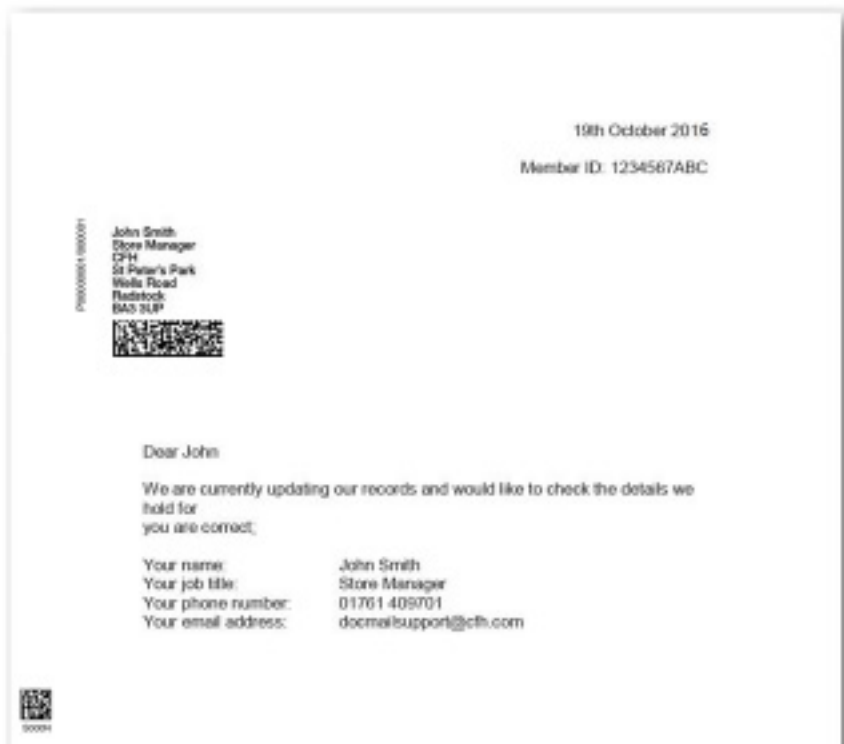 19th October 2016
Member ID: 1234567ABC
John Smith
Store Manager
CFH
St Peter's Park
Wells Road
Radstock
BA3 3UP
Dear John
We are currently updating our records and would like to check the details we
hold for
you are correct;
Your name: John Smith
Your job title: Store Manager
Your phone number: 01761 409701
Your email address: docmailsupport@cfh.com